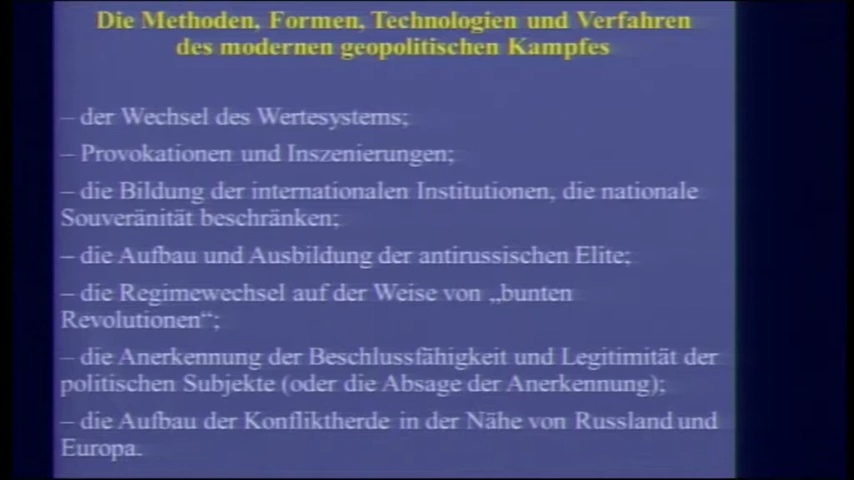 Die Methoden, Formen, Technologien und Verfahren
des modernen geopolitischen Kampfes
– der Wechsel des Wertesystems;
– Provokationen und Inszenierungen;
– die Bildung der internationalen Institutionen, die nationale
Souveränität beschränken;
– die Aufbau und Ausbildung der antirussischen Elite;
– die Regimewechsel auf der Weise von „bunten
Revolutionen“;
– die Anerkennung der Beschlussfähigkeit und Legitimität der
politischen Subjekte (oder die Absage der Anerkennung);
– die Aufbau der Konfliktherde in der Nähe von Russland und
Europa.